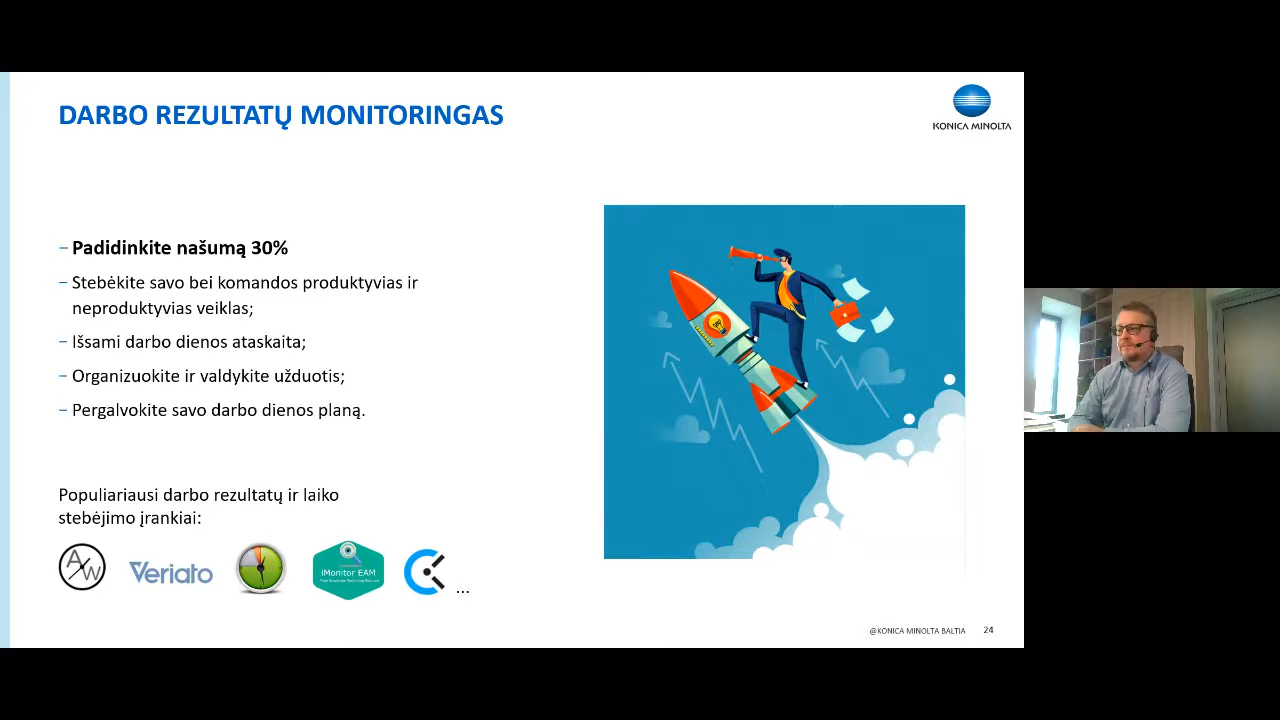 DARBO REZULTATŲ MONITORINGAS
KONICA MINOLTA
− Padidinkite našumą 30%
− Stebėkite savo bei komandos produktyvias ir
neproduktyvias veiklas;
− Išsami darbo dienos ataskaita;
− Organizuokite ir valdykite užduotis;
− Pergalvokite savo darbo dienos planą.
Populiariausi darbo rezultatų ir laiko
stebėjimo įrankiai:
AW
Veriato
iMonitor EAM
...
@KONICA MINOLTA BALTIA 24